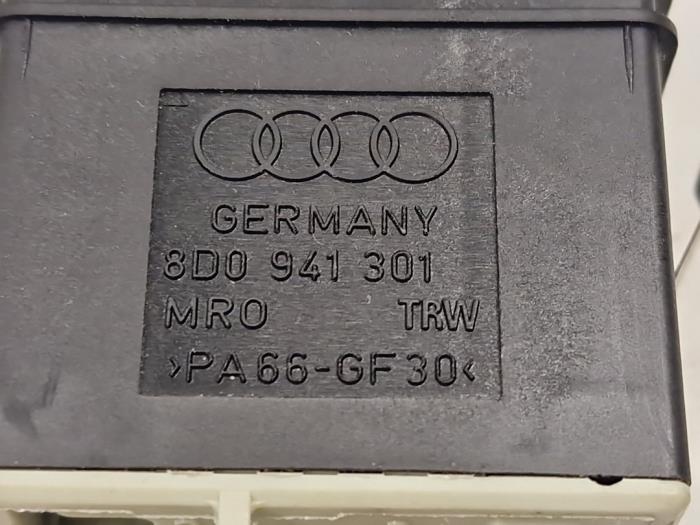 GERMANY
8D0 941 301
MRO TRW
>PA66-GF30<